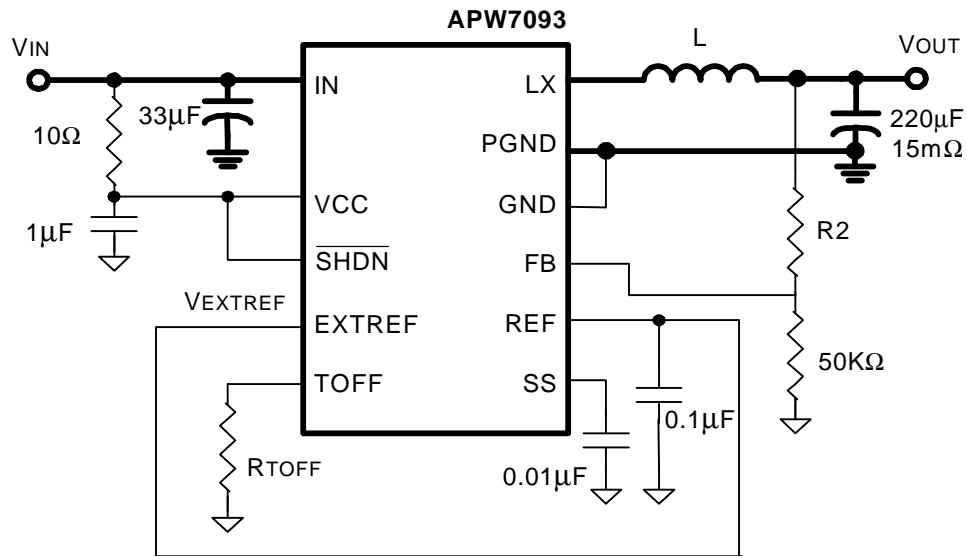 APW7093
VIN
L
VOUT
IN
LX
33μF
10Ω
220μF
15mΩ
PGND
VCC
GND
1μF
R2
SHDN
FB
VEXTREF
EXTREF
REF
50KΩ
TOFF
SS
0.1μF
RTOFF
0.01μF